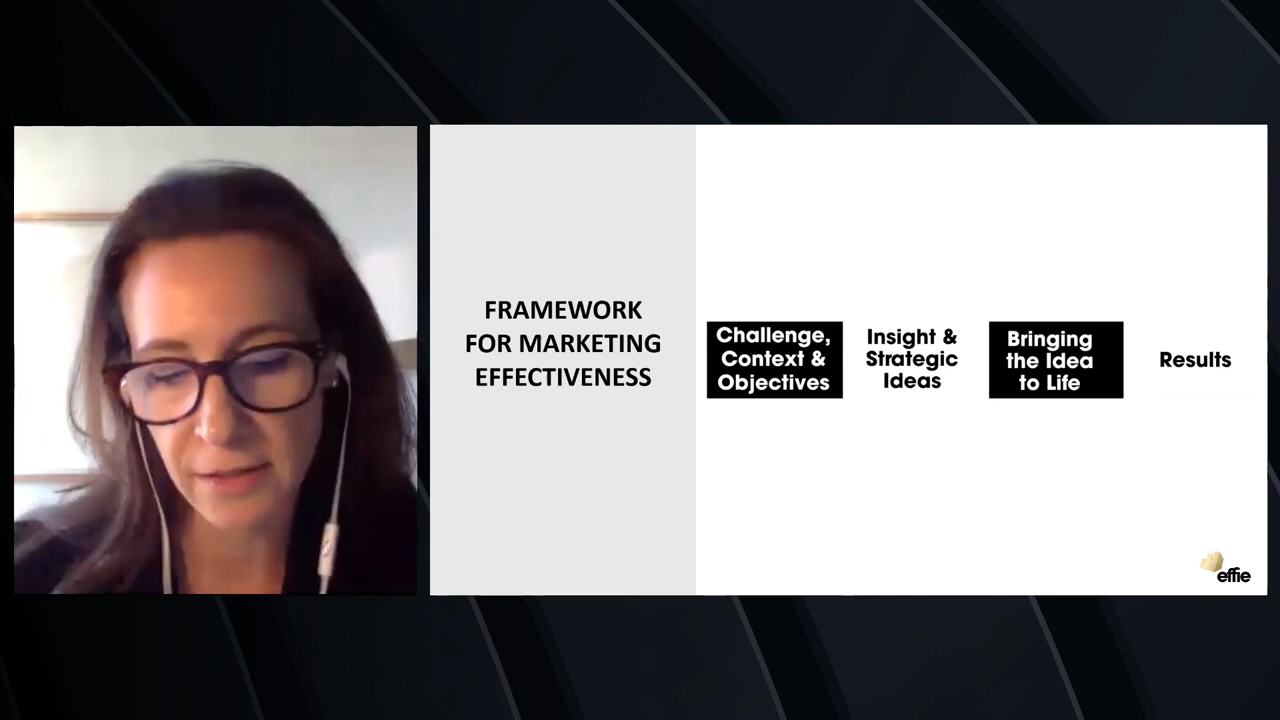 FRAMEWORK
FOR MARKETING
EFFECTIVENESS
Challenge,
Context &
Objectives
Insight &
Strategic
Ideas
Bringing
the Idea
to Life
Results
effie